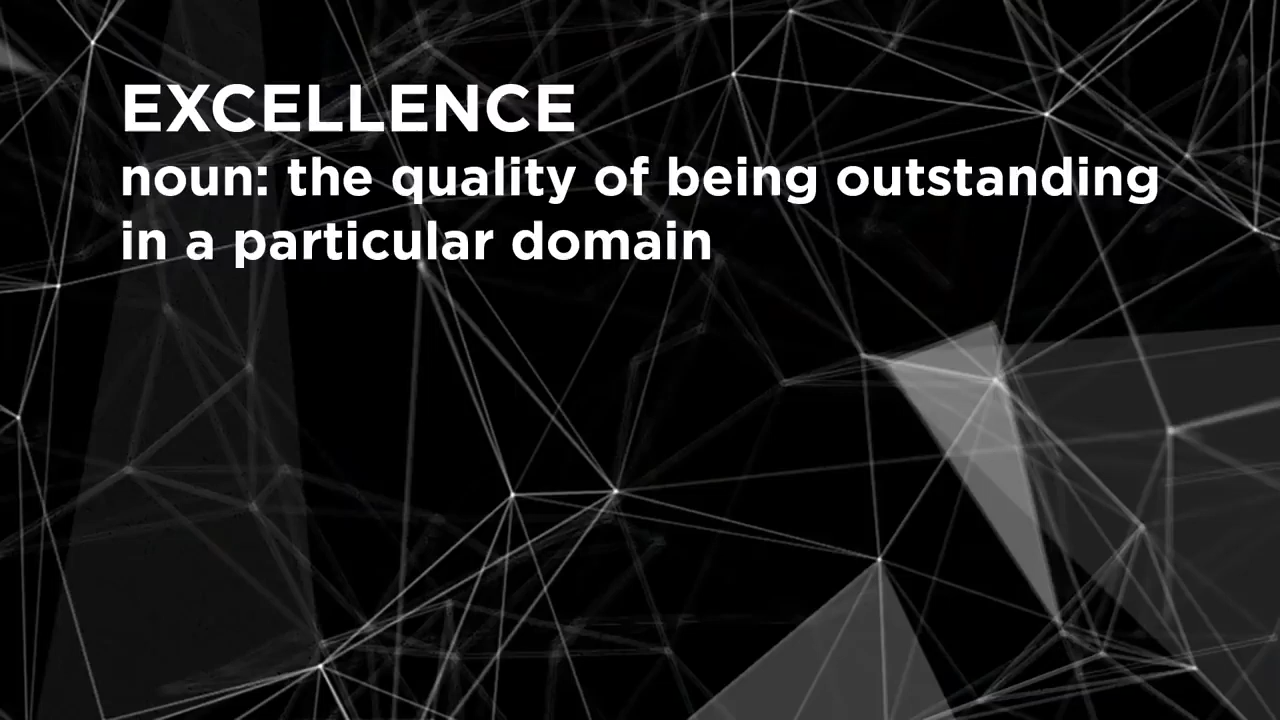 EXCELLENCE
noun: the quality of being outstanding
in a particular domain